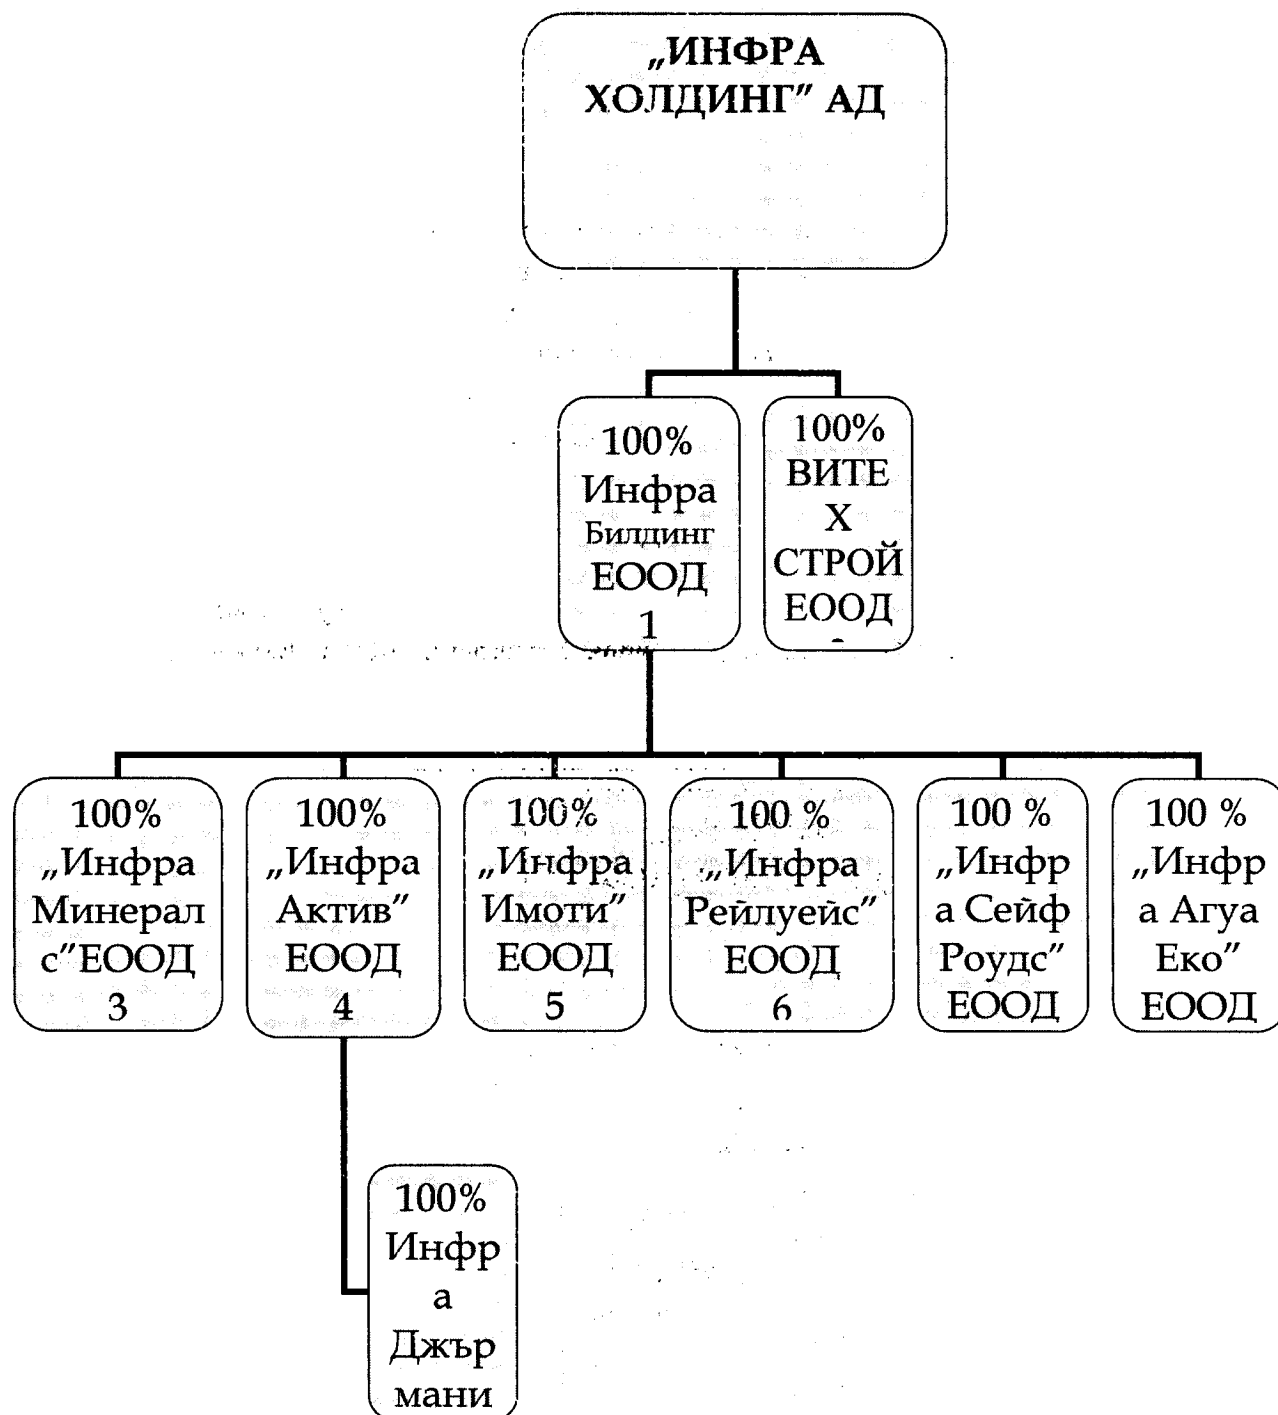 „ИНФРА
ХОЛДИНГ” АД
100%
Инфра
Билдинг
ЕООД
1
100%
ВИТЕ
Х
СТРОЙ
ЕООД
100%
„Инфра
Минерал
с”ЕООД
3
100%
„Инфра
Актив”
ЕООД
4
100%
„Инфра
Имоти”
ЕООД
5
100 %
„Инфра
Рейлуейс”
ЕООД
6
100 %
„Инфр
а Сейф
Роудс”
ЕООД
100 %
„Инфр
а Агуа
Еко”
ЕООД
100%
Инфр
а
Джър
мани